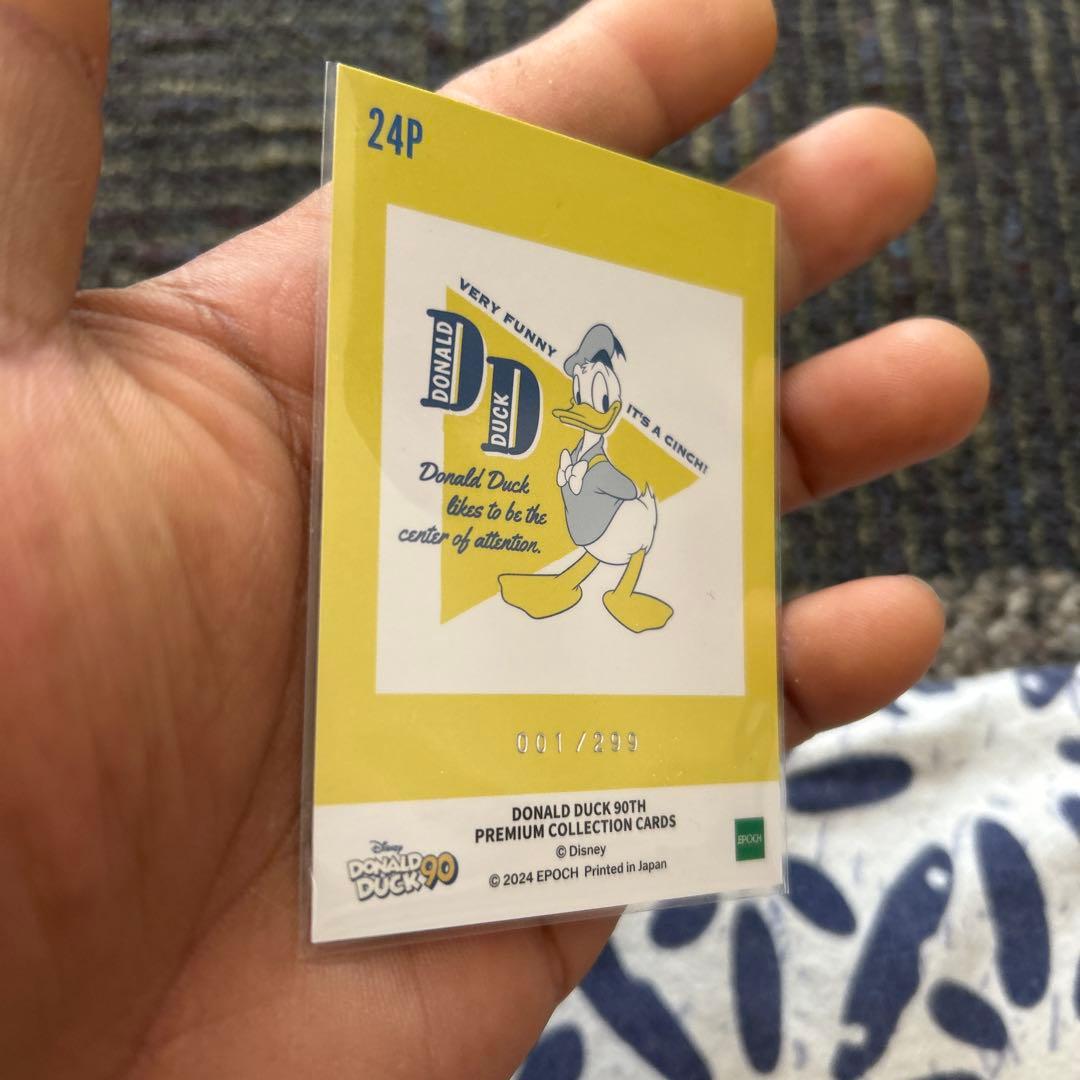 24P
VERY FUNNY
DONALD
DUCK
IT'S A CINCH!
Donald Duck
likes to be the
center of attention.
001/299
DONALD DUCK 90TH
PREMIUM COLLECTION CARDS
© Disney
© 2024 EPOCH Printed in Japan
Disney
DONALD
DUCK 90
EPOCH